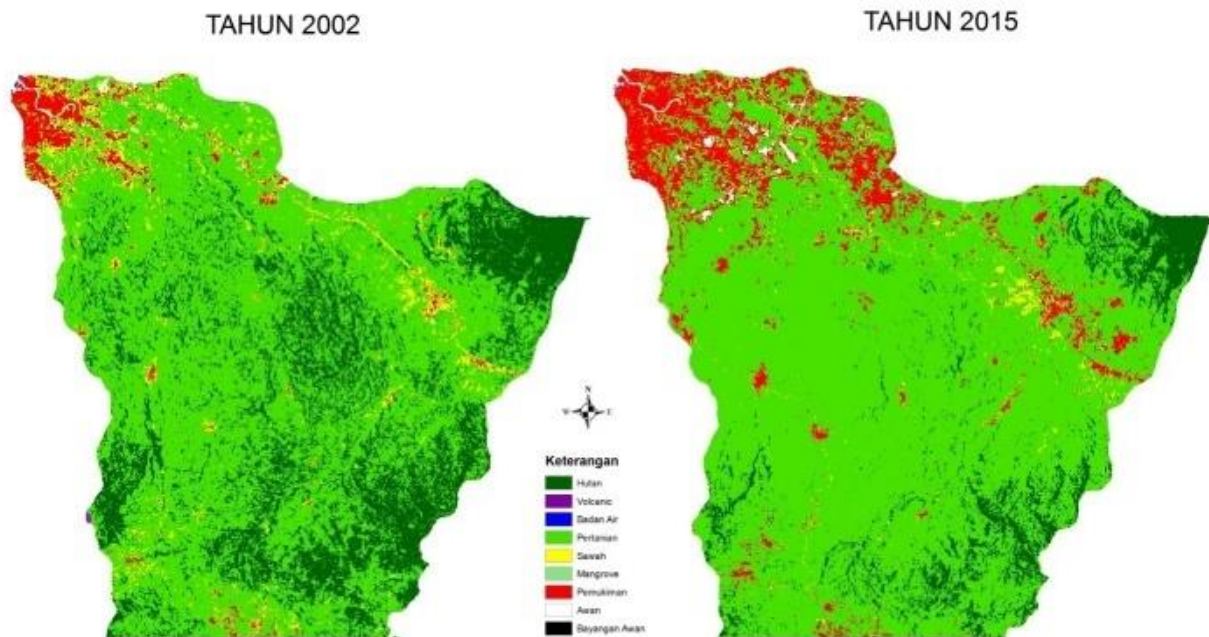 TAHUN 2002
TAHUN 2015
N
W
E
S
Keterangan
Hutan
Volcanic
Badan Air
Pertanian
Sawah
Mangrove
Pemukiman
Awan
Bayangan Awan